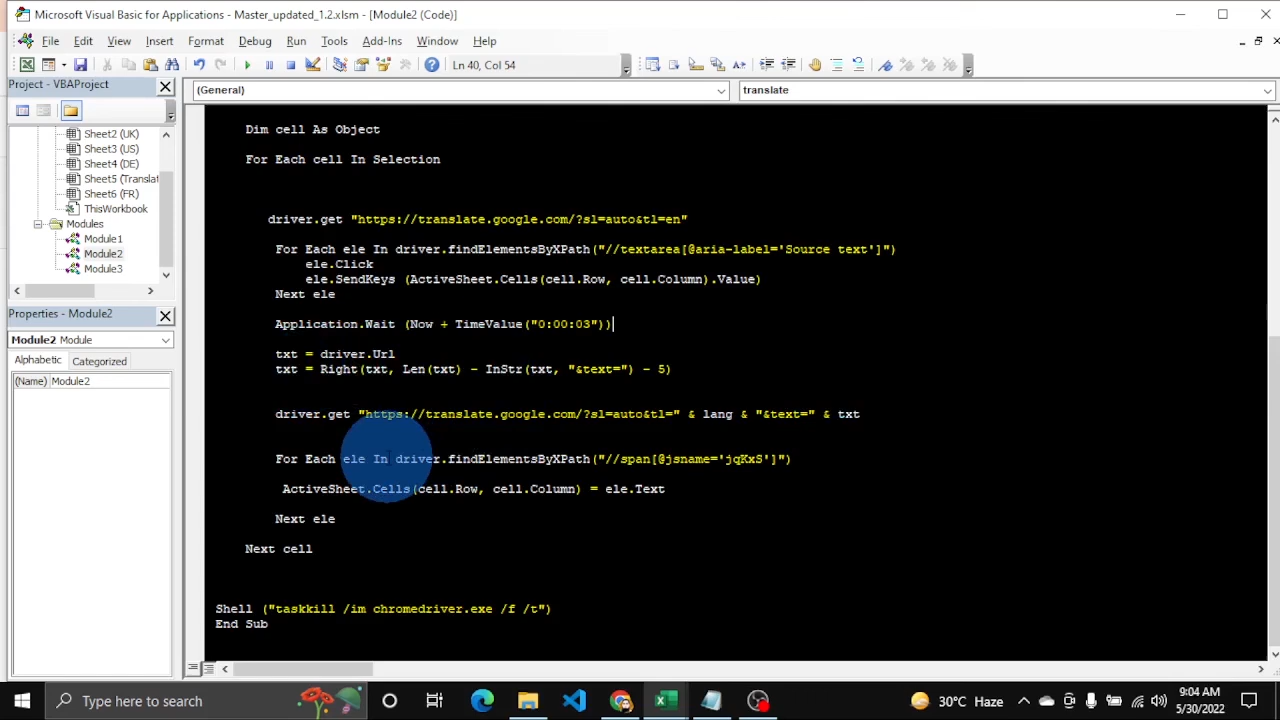 Microsoft Visual Basic for Applications - Master_updated_1.2.xlsm - [Module2 (Code)]
File Edit View Insert Format Debug Run Tools Add-Ins Window Help
Ln 40, Col 54
Project - VBAProject
Sheet2 (UK)
Sheet3 (US)
Sheet4 (DE)
Sheet5 (Translat
Sheet6 (FR)
ThisWorkbook
Modules
Module1
Module2
Module3
Properties - Module2
Module2 Module
Alphabetic Categorized
(Name) Module2
(General) translate
Dim cell As Object
For Each cell In Selection
driver.get "https://translate.google.com/?sl=auto&tl=en"
For Each ele In driver.findElementsByXPath("//textarea[@aria-label='Source text']")
ele.Click
ele.SendKeys (ActiveSheet.Cells(cell.Row, cell.Column).Value)
Next ele
Application.Wait (Now + TimeValue("0:00:03"))
txt = driver.Url
txt = Right(txt, Len(txt) - InStr(txt, "&text=") - 5)
driver.get "https://translate.google.com/?sl=auto&tl=" & lang & "&text=" & txt
For Each ele In driver.findElementsByXPath("//span[@jsname='jqKxS']")
ActiveSheet.Cells(cell.Row, cell.Column) = ele.Text
Next ele
Next cell
Shell ("taskkill /im chromedriver.exe /f /t")
End Sub
Type here to search
30°C Haze
9:04 AM
5/30/2022